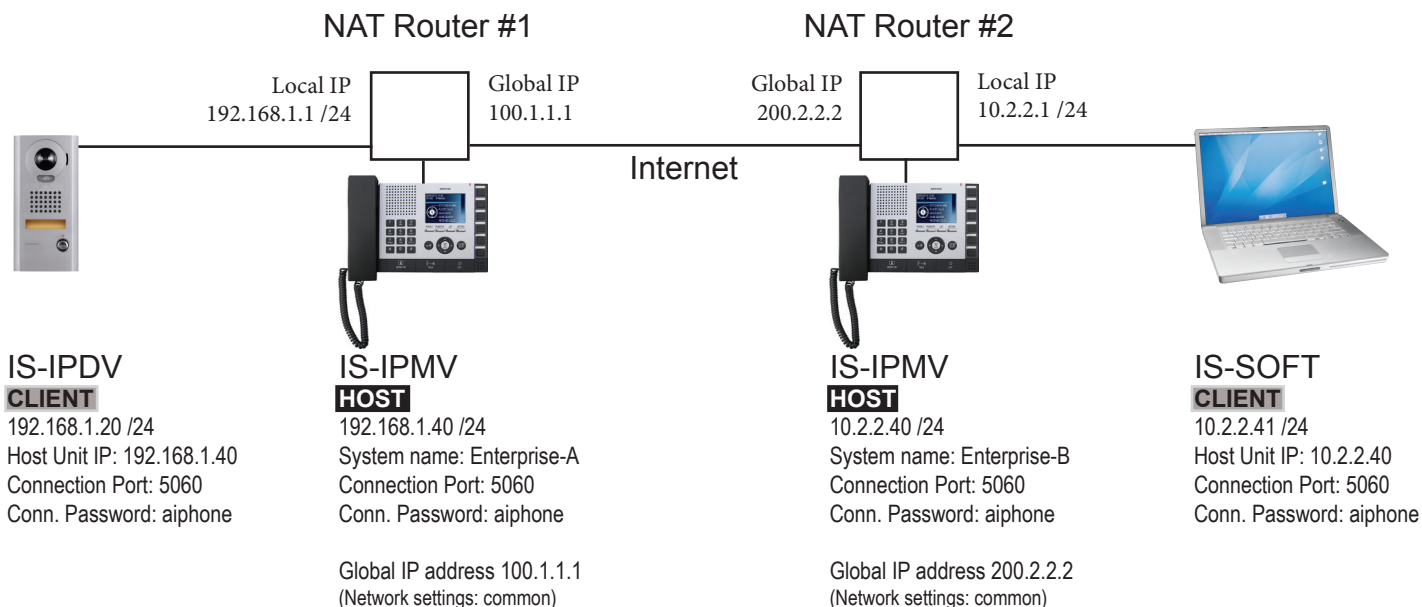 NAT Router #1
NAT Router #2
Local IP
192.168.1.1 /24
Global IP
100.1.1.1
Global IP
200.2.2.2
Local IP
10.2.2.1 /24
Internet
IS-IPDV
CLIENT
192.168.1.20 /24
Host Unit IP: 192.168.1.40
Connection Port: 5060
Conn. Password: aiphone
IS-IPMV
HOST
192.168.1.40 /24
System name: Enterprise-A
Connection Port: 5060
Conn. Password: aiphone
Global IP address 100.1.1.1
(Network settings: common)
IS-IPMV
HOST
10.2.2.40 /24
System name: Enterprise-B
Connection Port: 5060
Conn. Password: aiphone
Global IP address 200.2.2.2
(Network settings: common)
IS-SOFT
CLIENT
10.2.2.41 /24
Host Unit IP: 10.2.2.40
Connection Port: 5060
Conn. Password: aiphone